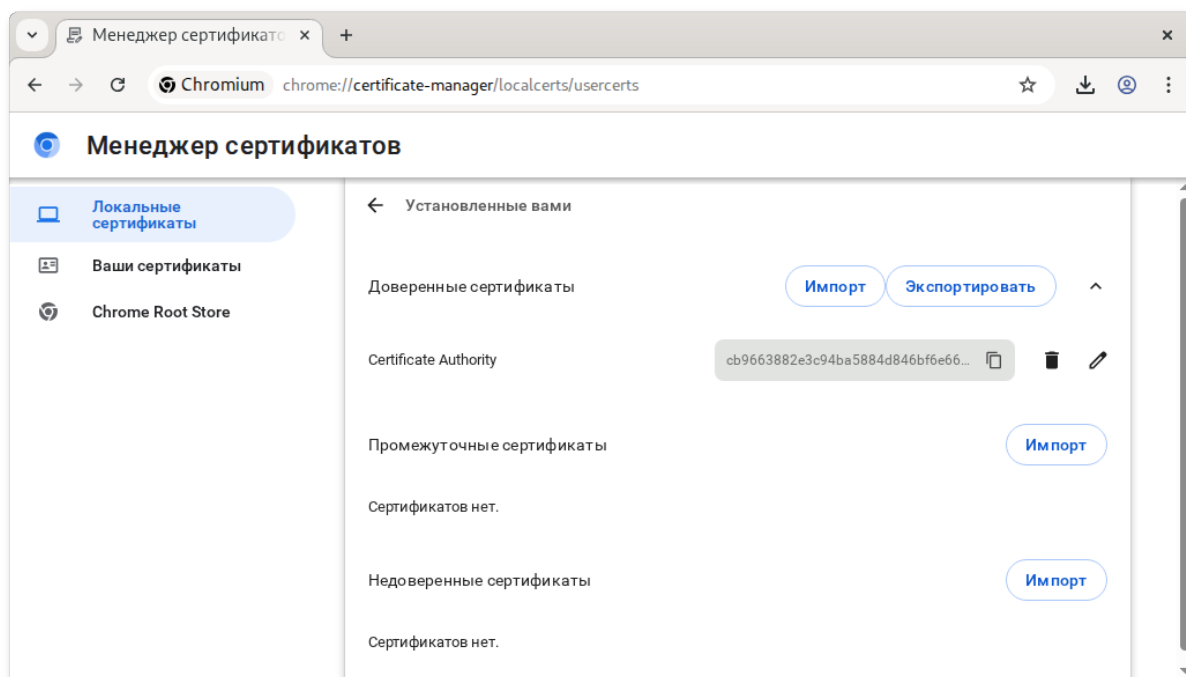 Менеджер сертификато
Chromium chrome://certificate-manager/localcerts/usercerts
Менеджер сертификатов
Локальные
сертификаты
Ваши сертификаты
Chrome Root Store
Установленные вами
Доверенные сертификаты
Импорт
Экспортировать
Certificate Authority
cb9663882e3c94ba5884d846bf6e66...
Промежуточные сертификаты
Импорт
Сертификатов нет.
Недоверенные сертификаты
Импорт
Сертификатов нет.